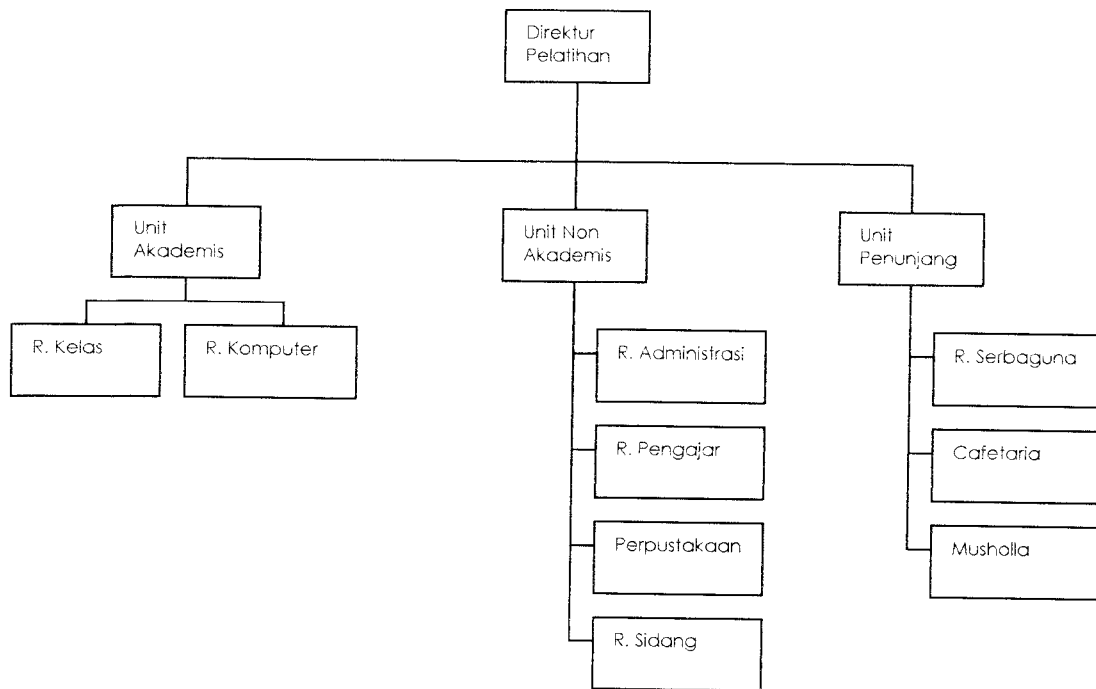 Direktur
Pelatihan
Unit
Akademis
Unit Non
Akademis
Unit
Penunjang
R. Kelas
R. Komputer
R. Administrasi
R. Pengajar
Perpustakaan
R. Sidang
R. Serbaguna
Cafetaria
Musholla